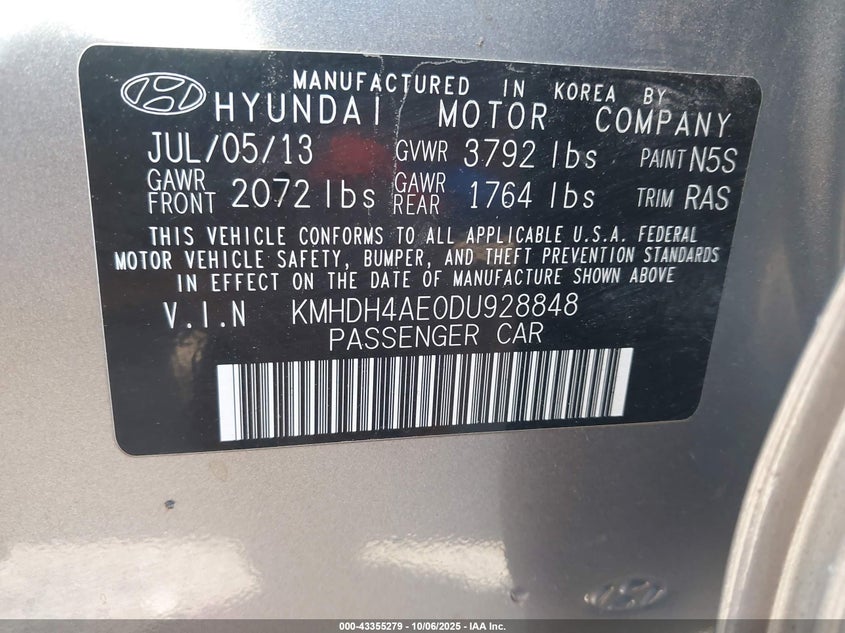 MANUFACTURED IN KOREA BY
HYUNDAI MOTOR COMPANY
JUL/05/13 GVWR 3792 lbs PAINT N5S
GAWR FRONT 2072 lbs GAWR REAR 1764 lbs TRIM RAS
THIS VEHICLE CONFORMS TO ALL APPLICABLE U.S.A. FEDERAL
MOTOR VEHICLE SAFETY, BUMPER, AND THEFT PREVENTION STANDARDS
IN EFFECT ON THE DATE OF MANUFACTURE SHOWN ABOVE
V.I.N KMHDH4AE0DU928848
PASSENGER CAR
000-43355279 - 10/06/2025 - IAA Inc.